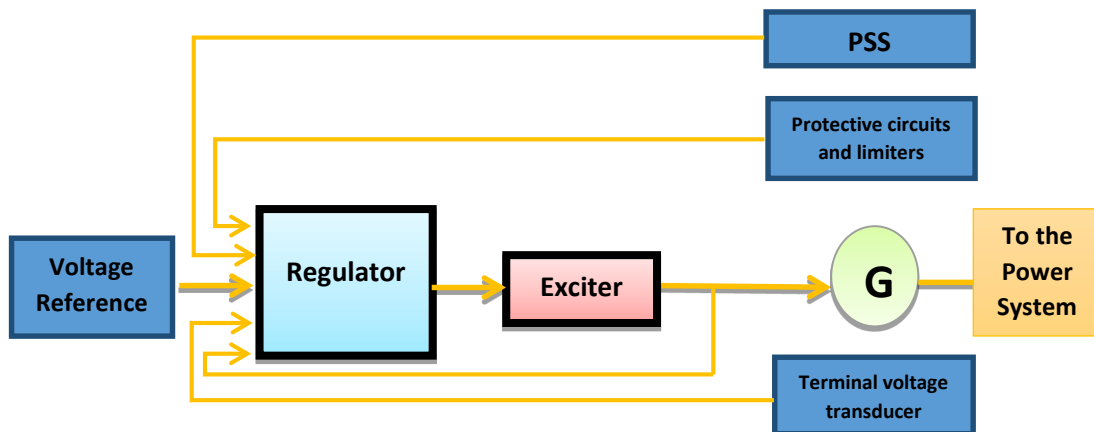 PSS
Protective circuits
and limiters
Voltage
Reference
Regulator
Exciter
G
To the
Power
System
Terminal voltage
transducer